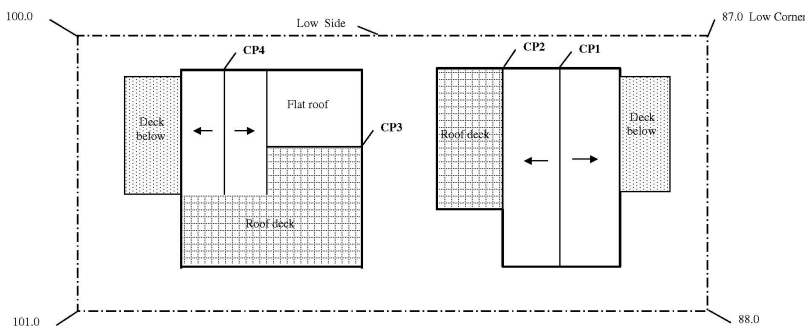 100.0
Low Side
87.0 Low Corner
CP4
CP2
CP1
Flat roof
Deck
below
CP3
Roof deck
Deck
below
Roof deck
101.0
88.0